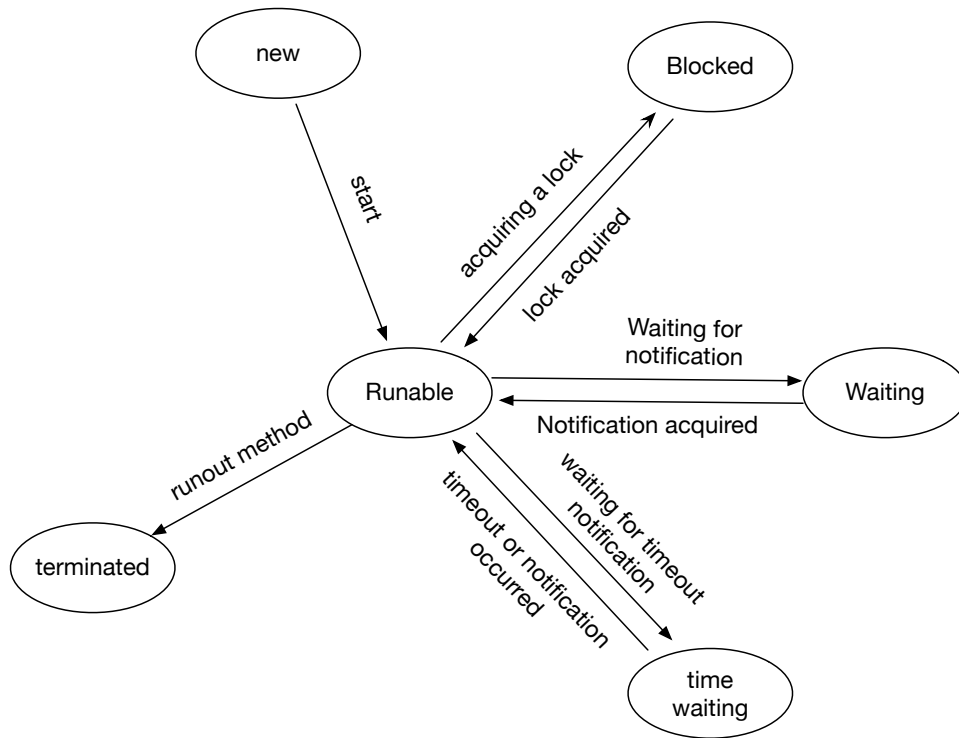 new
Blocked
start
acquiring a lock
lock acquired
Waiting for
notification
Runable
Waiting
Notification acquired
runout method
waiting for timeout
notification
timeout or notification
occurred
terminated
time
waiting